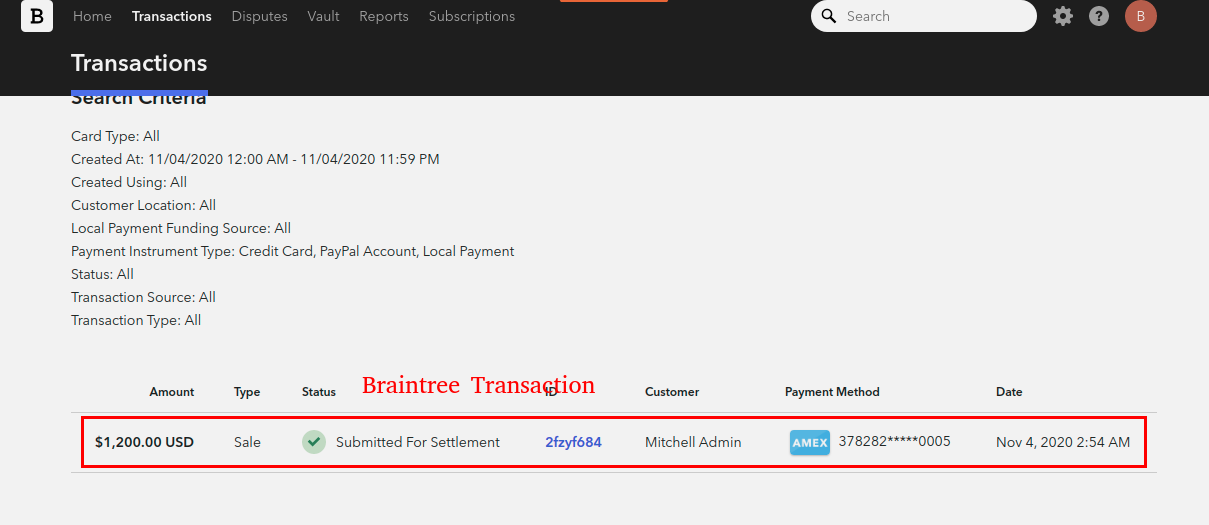 B Home Transactions Disputes Vault Reports Subscriptions Search ? B
Transactions
Search Criteria
Card Type: All
Created At: 11/04/2020 12:00 AM - 11/04/2020 11:59 PM
Created Using: All
Customer Location: All
Local Payment Funding Source: All
Payment Instrument Type: Credit Card, PayPal Account, Local Payment
Status: All
Transaction Source: All
Transaction Type: All
Braintree Transaction
Amount Type Status ID Customer Payment Method Date
$1,200.00 USD Sale Submitted For Settlement 2fzyf684 Mitchell Admin AMEX 378282*****0005 Nov 4, 2020 2:54 AM